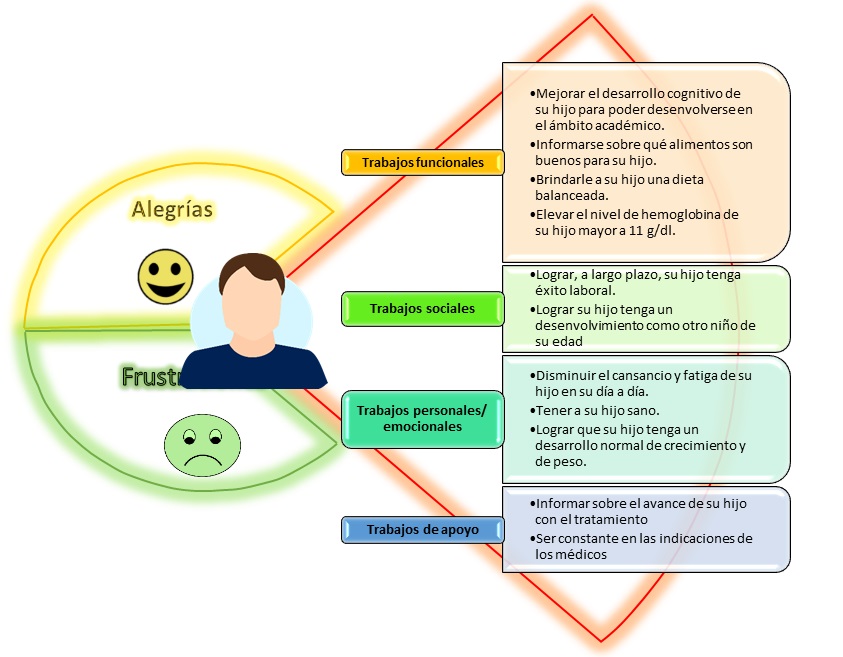 Alegrías
Frust
Trabajos funcionales
•Mejorar el desarrollo cognitivo de
su hijo para poder desenvolverse en
el ámbito académico.
•Informarse sobre qué alimentos son
buenos para su hijo.
•Brindarle a su hijo una dieta
balanceada.
•Elevar el nivel de hemoglobina de
su hijo mayor a 11 g/dl.
Trabajos sociales
•Lograr, a largo plazo, su hijo tenga
éxito laboral.
•Lograr su hijo tenga un
desenvolvimiento como otro niño de
su edad
Trabajos personales/
emocionales
•Disminuir el cansancio y fatiga de su
hijo en su día a día.
•Tener a su hijo sano.
•Lograr que su hijo tenga un
desarrollo normal de crecimiento y
de peso.
Trabajos de apoyo
•Informar sobre el avance de su hijo
con el tratamiento
•Ser constante en las indicaciones de
los médicos